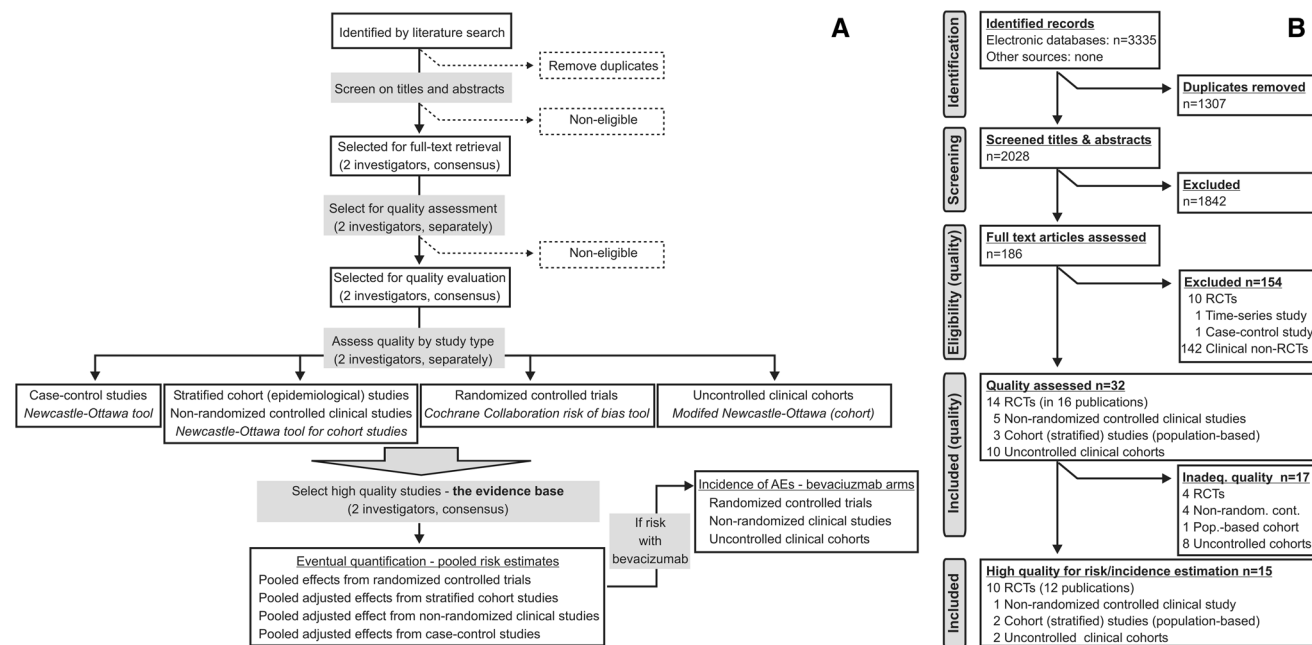 A
Identified by literature search
Remove duplicates
Screen on titles and abstracts
Non-eligible
Selected for full-text retrieval
(2 investigators, consensus)
Select for quality assessment
(2 investigators, separately)
Non-eligible
Selected for quality evaluation
(2 investigators, consensus)
Assess quality by study type
(2 investigators, separately)
Case-control studies
Newcastle-Ottawa tool
Stratified cohort (epidemiological) studies
Non-randomized controlled clinical studies
Newcastle-Ottawa tool for cohort studies
Randomized controlled trials
Cochrane Collaboration risk of bias tool
Uncontrolled clinical cohorts
Modifed Newcastle-Ottawa (cohort)
Select high quality studies - the evidence base
(2 investigators, consensus)
Eventual quantification - pooled risk estimates
Pooled effects from randomized controlled trials
Pooled adjusted effects from stratified cohort studies
Pooled adjusted effect from non-randomized clinical studies
Pooled adjusted effects from case-control studies
If risk
with
bevacizumab
Incidence of AEs - bevaciuzmab arms
Randomized controlled trials
Non-randomized clinical studies
Uncontrolled clinical cohorts
B
Identification
Identified records
Electronic databases: n=3335
Other sources: none
Duplicates removed
n=1307
Screening
Screened titles & abstracts
n=2028
Excluded
n=1842
Eligibility (quality)
Full text articles assessed
n=186
Excluded n=154
10 RCTs
1 Time-series study
1 Case-control study
142 Clinical non-RCTs
Included (quality)
Quality assessed n=32
14 RCTs (in 16 publications)
5 Non-randomized controlled clinical studies
3 Cohort (stratified) studies (population-based)
10 Uncontrolled clinical cohorts
Inadeq. quality n=17
4 RCTs
4 Non-random. cont.
1 Pop.-based cohort
8 Uncontrolled cohorts
Included
High quality for risk/incidence estimation n=15
10 RCTs (12 publications)
1 Non-randomized controlled clinical study
2 Cohort (stratified) studies (population-based)
2 Uncontrolled clinical cohorts